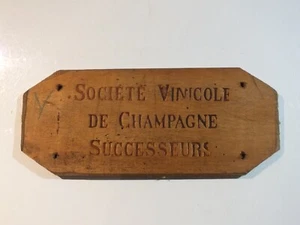 SOCIÉTÉ VINICOLE
DE CHAMPAGNE
SUCCESSEURS